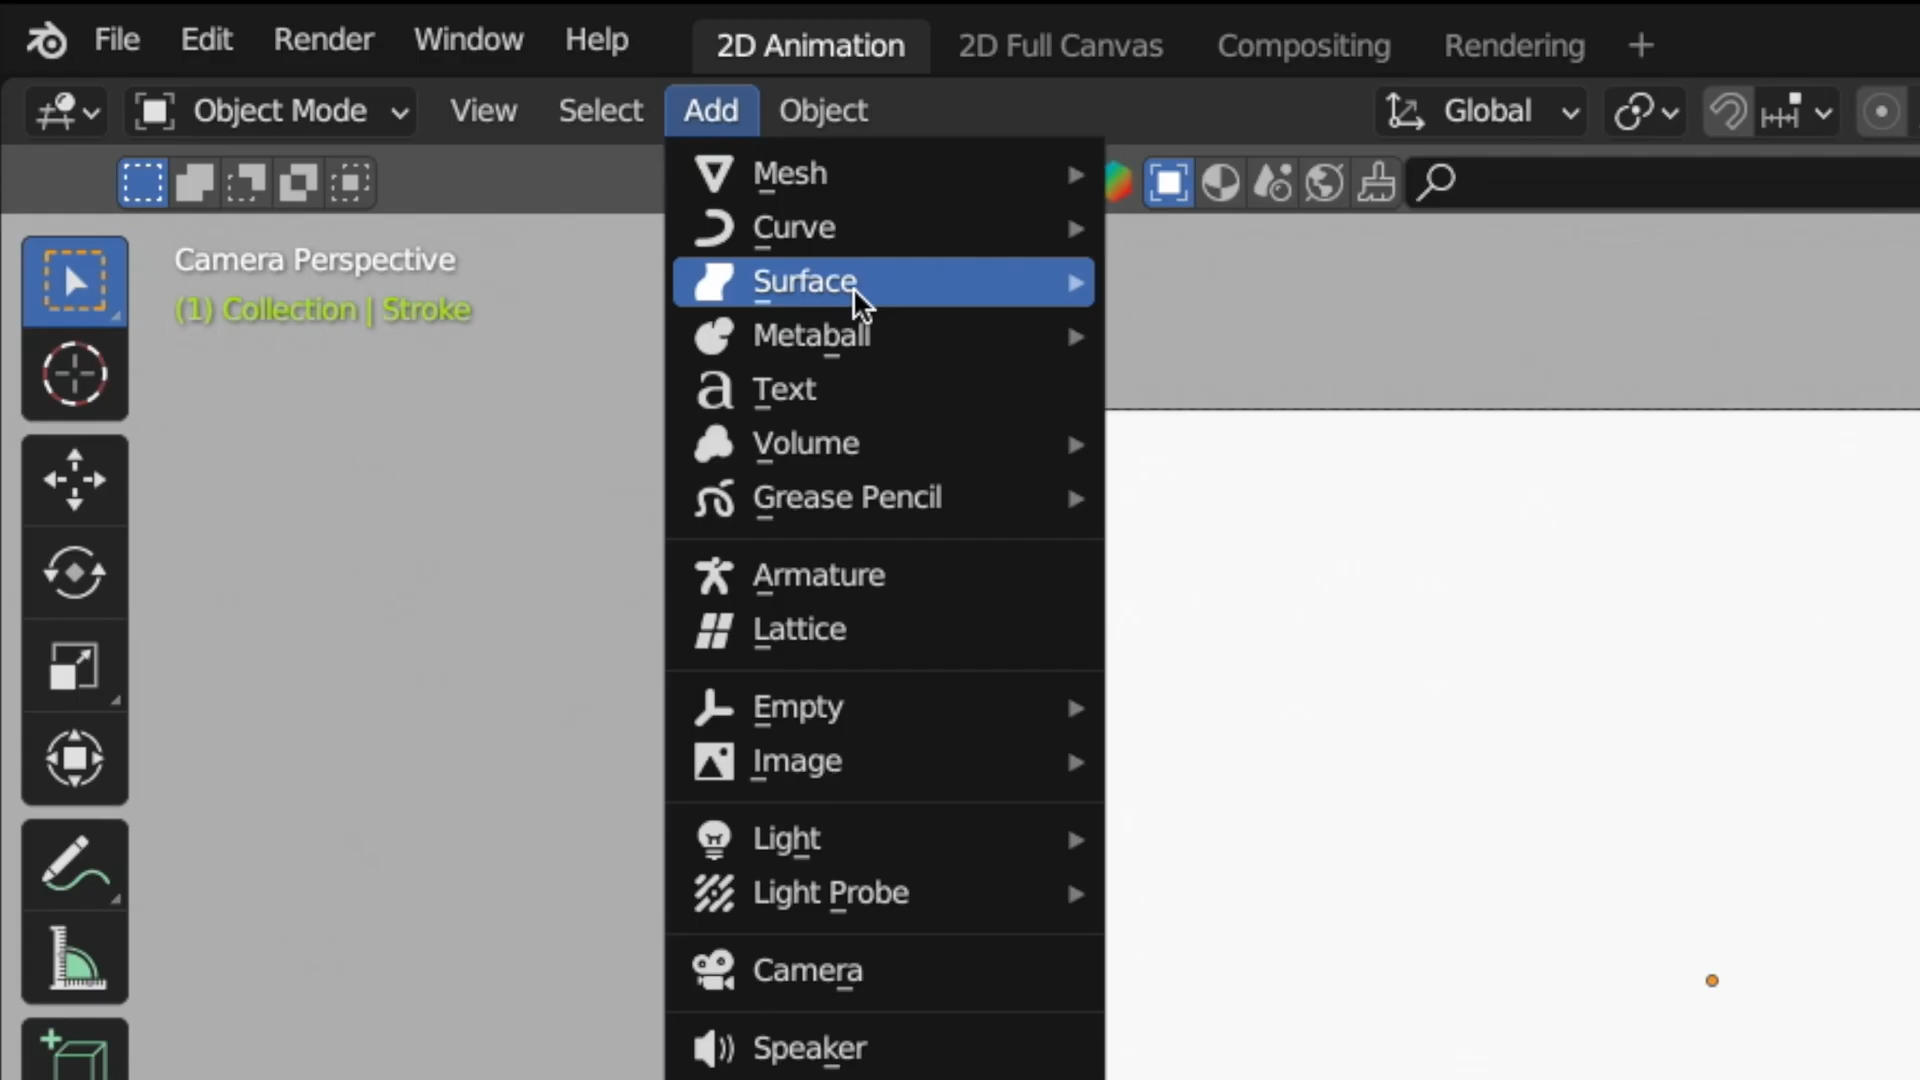 File Edit Render Window Help 2D Animation 2D Full Canvas Compositing Rendering +
Object Mode View Select Add Object Global
Camera Perspective
(1) Collection | Stroke
Mesh
Curve
Surface
Metaball
Text
Volume
Grease Pencil
Armature
Lattice
Empty
Image
Light
Light Probe
Camera
Speaker